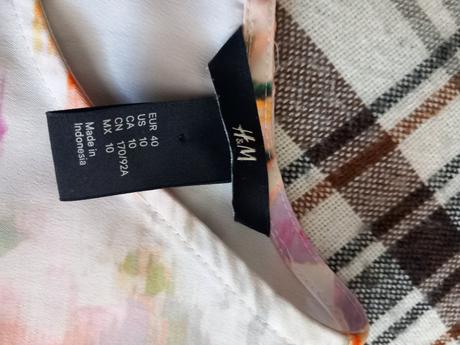 H&M
EUR 40
US 10
CA 10
CN 170/92A
MX 10
Made in
Indonesia